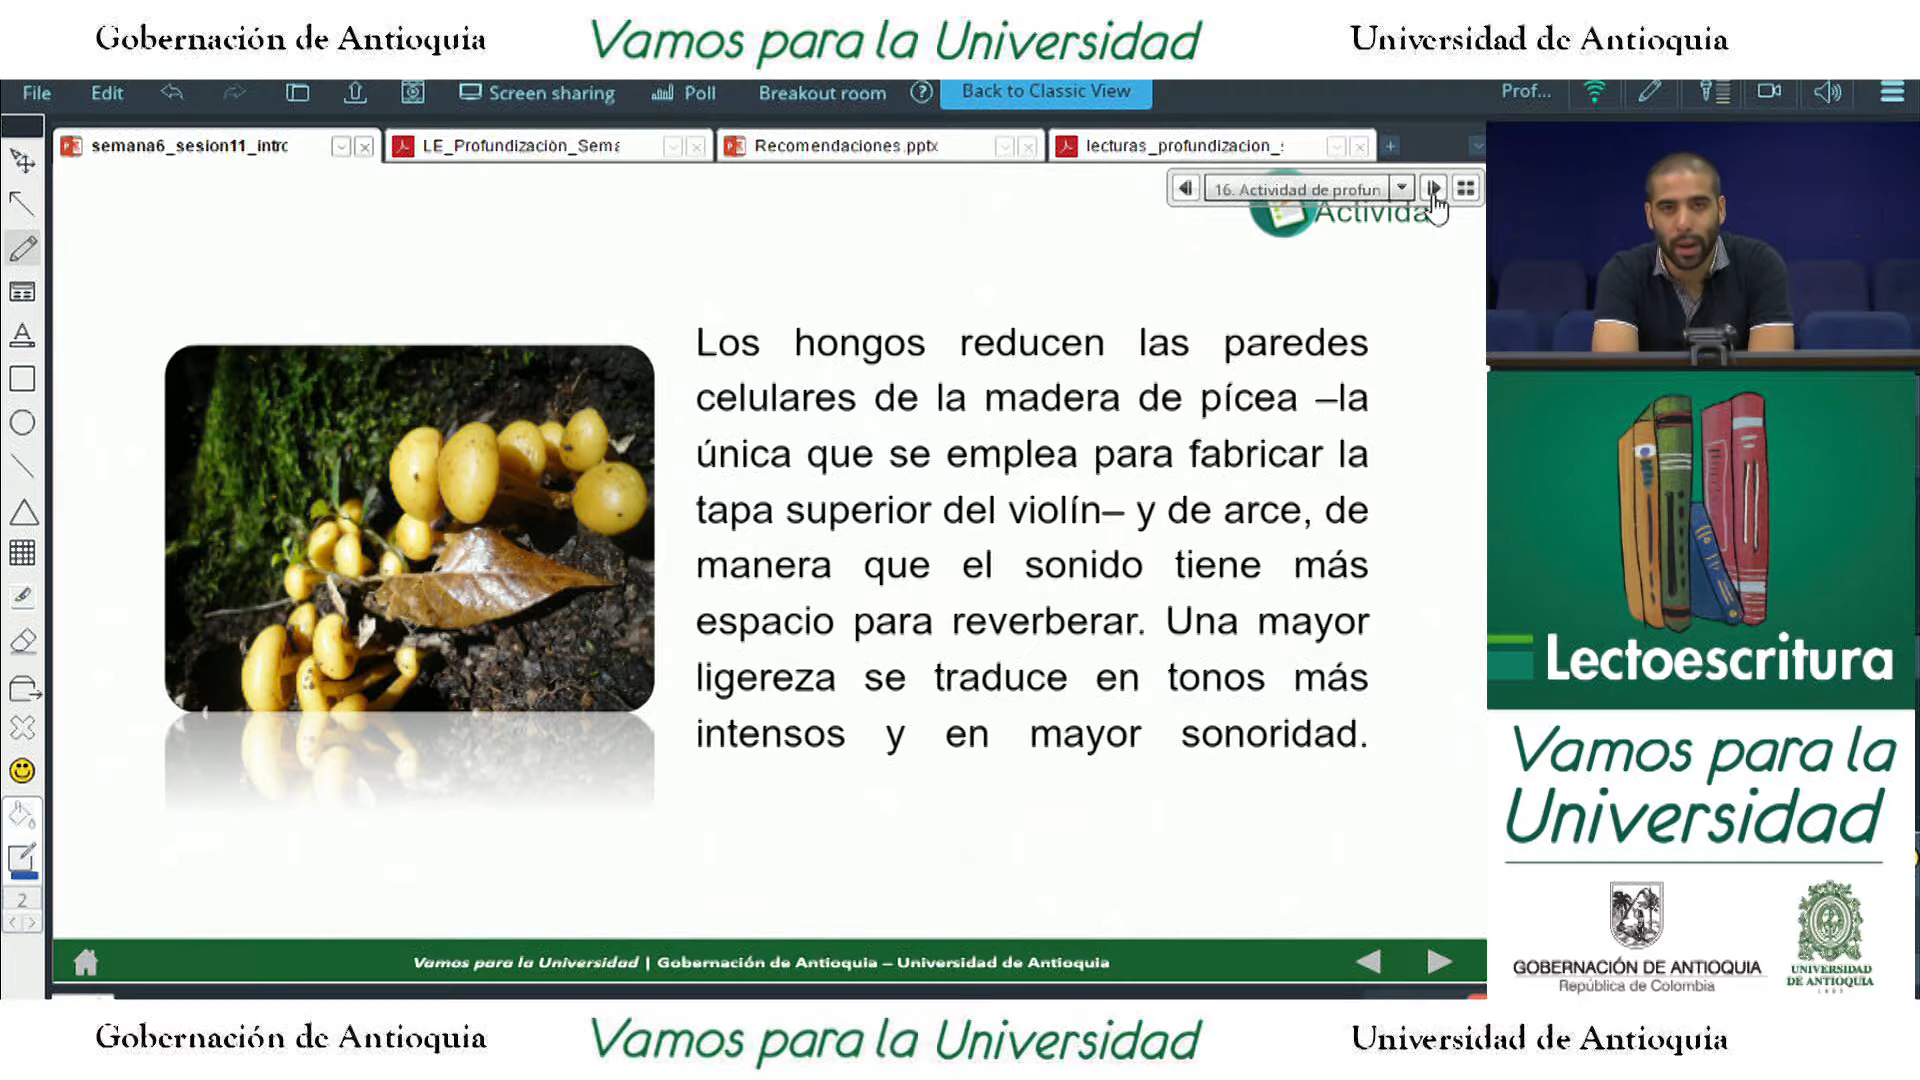 Gobernación de Antioquia
Vamos para la Universidad
Universidad de Antioquia
File
Edit
Screen sharing
Poll
Breakout room
Back to Classic View
Prof...
semana6_sesion11_intrc
LE_Profundización_Sema
Recomendaciones.pptx
lecturas_profundizacion_s
16. Actividad de profun
Activida
Los hongos reducen las paredes
celulares de la madera de pícea –la
única que se emplea para fabricar la
tapa superior del violín– y de arce, de
manera que el sonido tiene más
espacio para reverberar. Una mayor
ligereza se traduce en tonos más
intensos y en mayor sonoridad.
2
Vamos para la Universidad | Gobernación de Antioquia – Universidad de Antioquia
Lectoescritura
Vamos para la
Universidad
GOBERNACIÓN DE ANTIOQUIA
República de Colombia
UNIVERSIDAD
DE ANTIOQUIA
1803
Gobernación de Antioquia
Vamos para la Universidad
Universidad de Antioquia